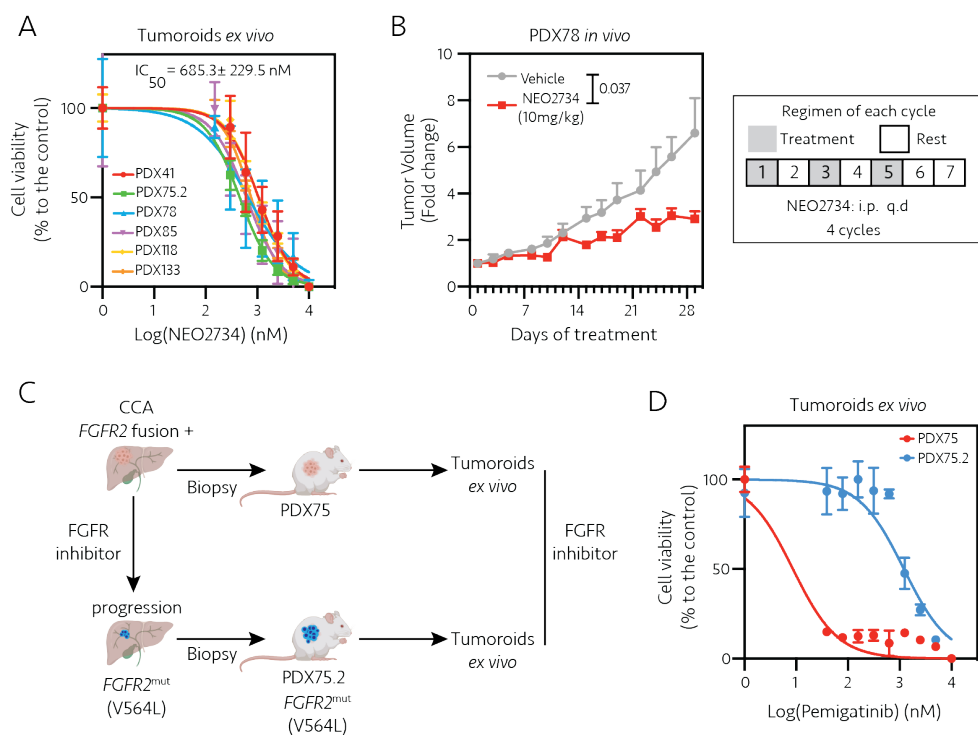 A
Tumoroids ex vivo
IC50 = 685.3± 229.5 nM
Cell viability
(% to the control)
100
50
0
PDX41
PDX75.2
PDX78
PDX85
PDX118
PDX133
0 1 2 3 4
Log(NEO2734) (nM)
B
PDX78 in vivo
Tumor Volume
(Fold change)
10
8
6
4
2
0
Vehicle
NEO2734
(10mg/kg)
0.037
0 7 14 21 28
Days of treatment
Regimen of each cycle
Treatment Rest
1 2 3 4 5 6 7
NEO2734: i.p. q.d
4 cycles
C
CCA
FGFR2 fusion +
Biopsy
PDX75
Tumoroids
ex vivo
FGFR
inhibitor
FGFR
inhibitor
progression
FGFR2mut
(V564L)
Biopsy
PDX75.2
FGFR2mut
(V564L)
Tumoroids
ex vivo
D
Tumoroids ex vivo
PDX75
PDX75.2
Cell viability
(% to the control)
100
50
0
0 1 2 3 4
Log(Pemigatinib) (nM)